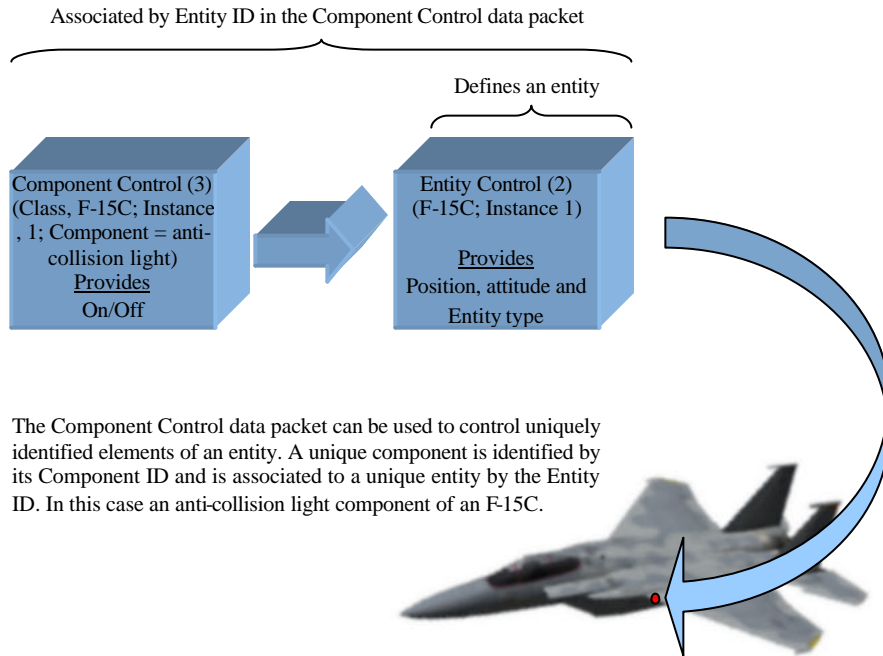 Associated by Entity ID in the Component Control data packet
Defines an entity
Component Control (3)
(Class, F-15C; Instance
, 1; Component = anti-
collision light)
Provides
On/Off
Entity Control (2)
(F-15C; Instance 1)
Provides
Position, attitude and
Entity type
The Component Control data packet can be used to control uniquely
identified elements of an entity. A unique component is identified by
its Component ID and is associated to a unique entity by the Entity
ID. In this case an anti-collision light component of an F-15C.